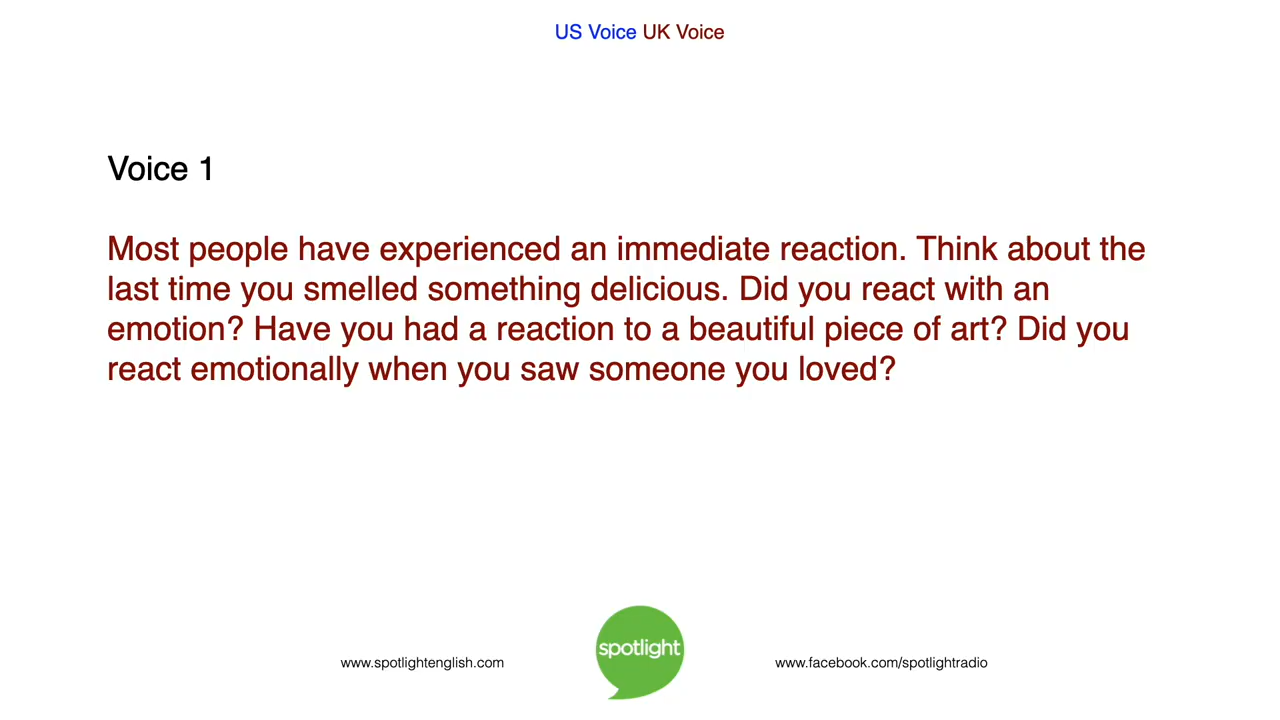 US Voice UK Voice
Voice 1
Most people have experienced an immediate reaction. Think about the
last time you smelled something delicious. Did you react with an
emotion? Have you had a reaction to a beautiful piece of art? Did you
react emotionally when you saw someone you loved?
spotlight
www.spotlightenglish.com
www.facebook.com/spotlightradio